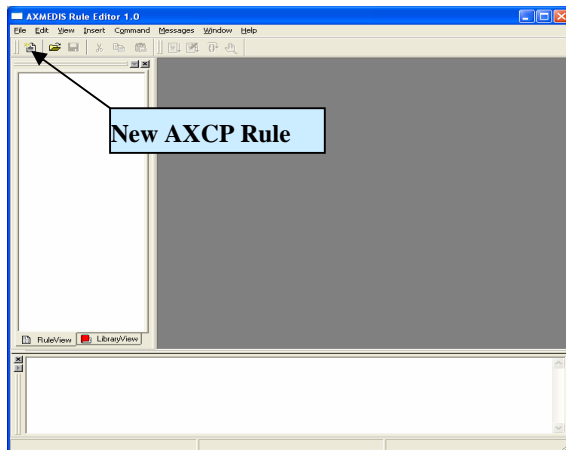 AXMEDIS Rule Editor 1.0
File Edit View Insert Command Messages Window Help
New AXCP Rule
RuleView LibraryView